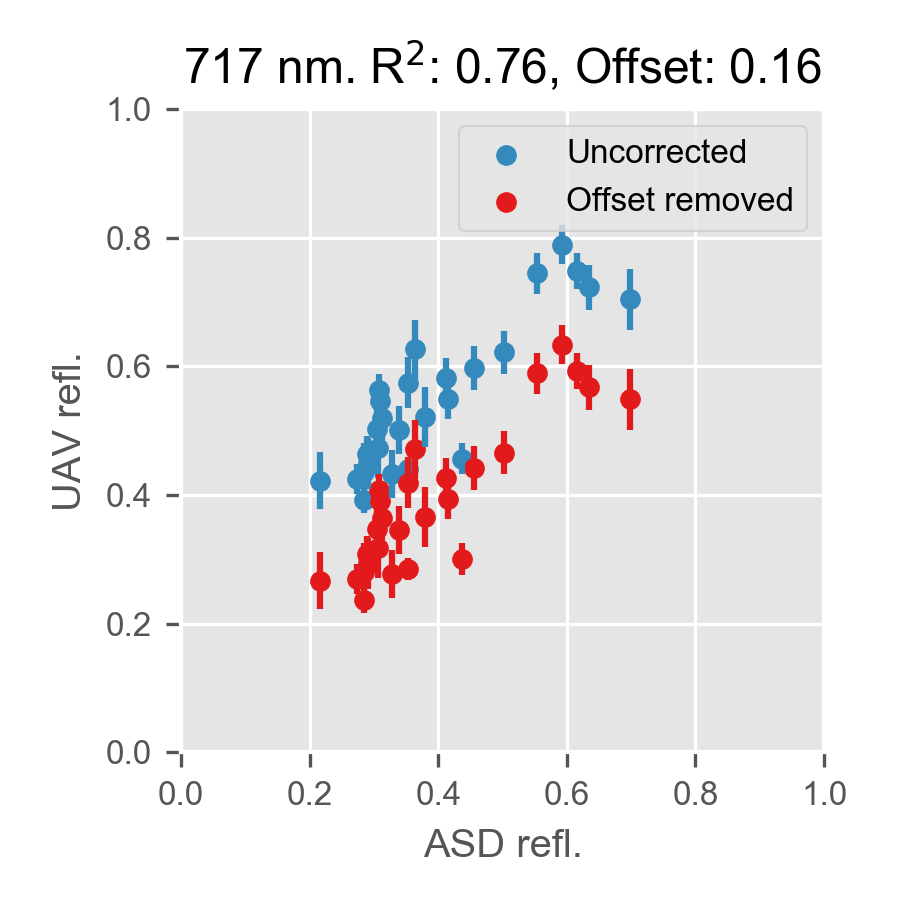 717 nm. R²: 0.76, Offset: 0.16
1.0
0.8
0.6
0.4
0.2
0.0
UAV refl.
Uncorrected
Offset removed
0.0 0.2 0.4 0.6 0.8 1.0
ASD refl.